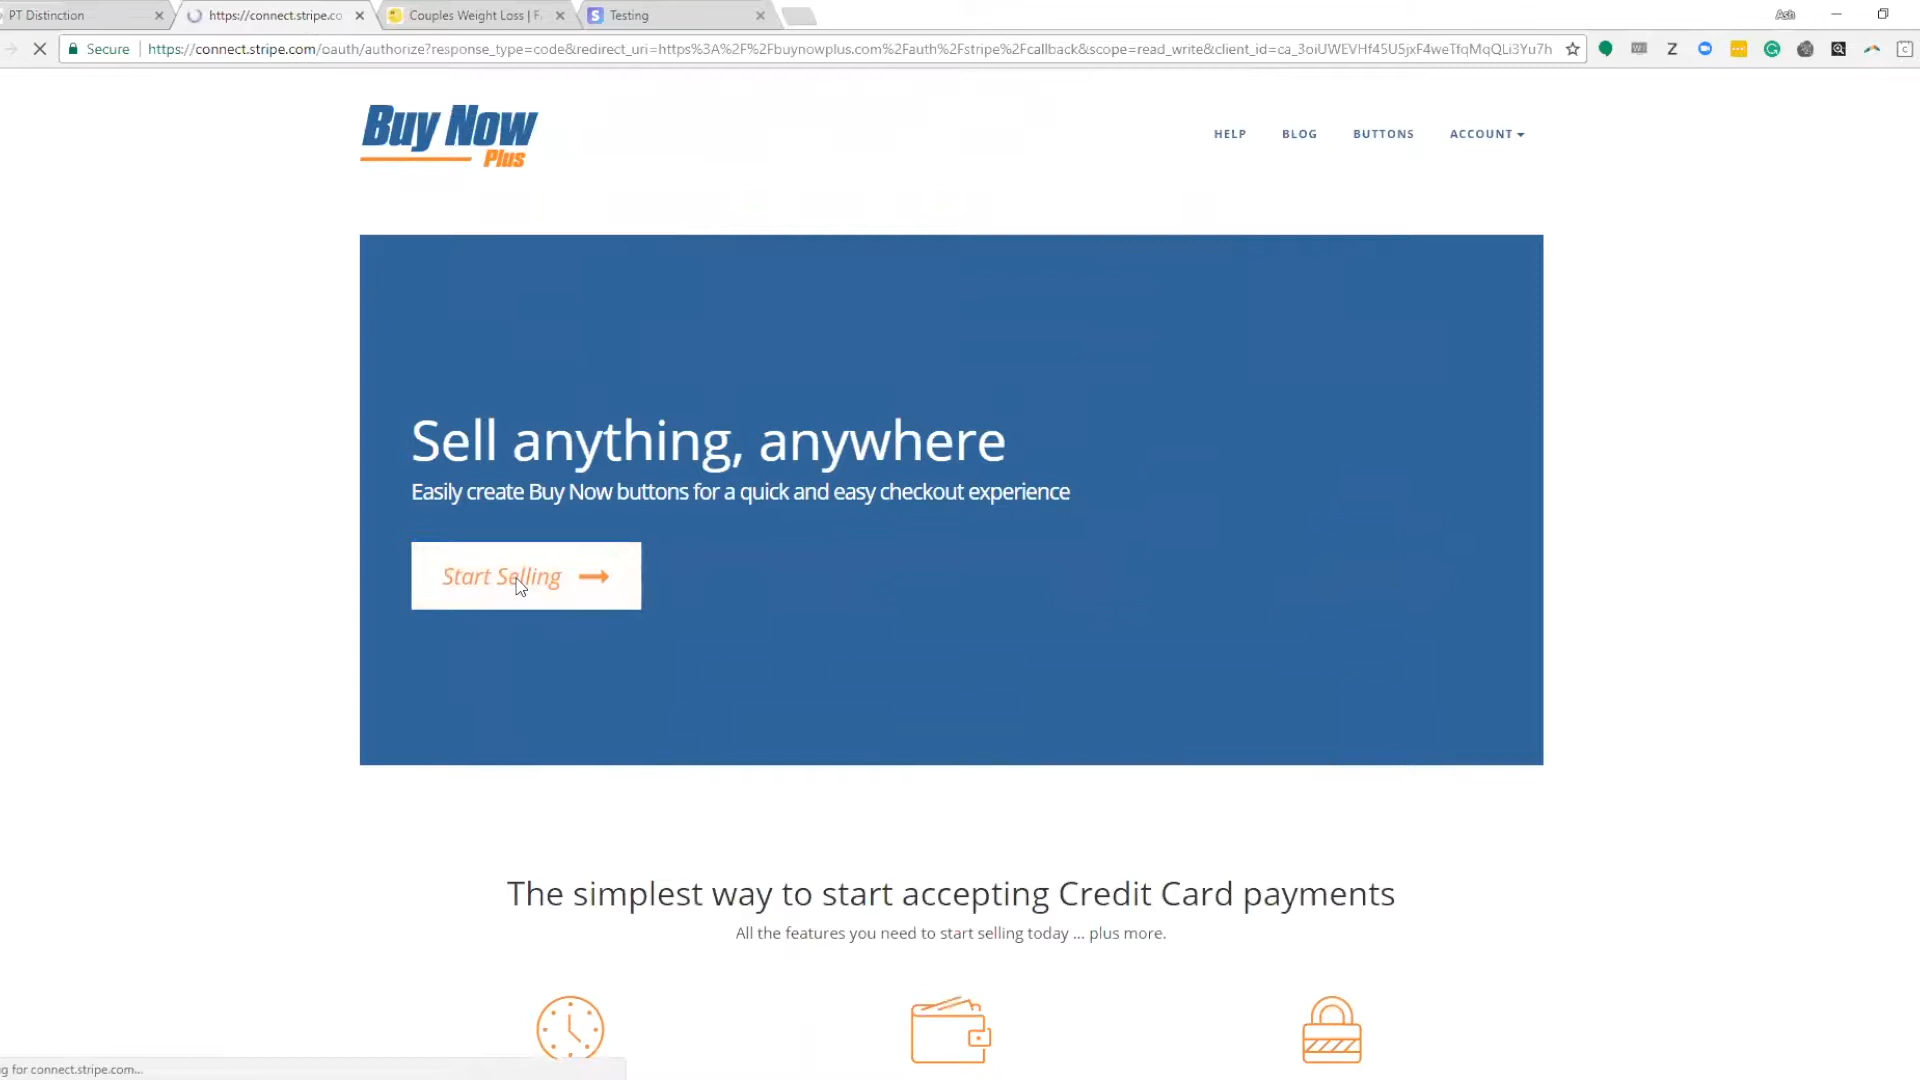 PT Distinction
https://connect.stripe.co
Couples Weight Loss | F
Testing
Ash
Secure
https://connect.stripe.com/oauth/authorize?response_type=code&redirect_uri=https%3A%2F%2Fbuynowplus.com%2Fauth%2Fstripe%2Fcallback&scope=read_write&client_id=ca_3oiUWEVHf45U5jxF4weTfqMqQLi3Yu7h
Buy Now
Plus
HELP BLOG BUTTONS ACCOUNT
Sell anything, anywhere
Easily create Buy Now buttons for a quick and easy checkout experience
Start Selling
The simplest way to start accepting Credit Card payments
All the features you need to start selling today ... plus more.
g for connect.stripe.com...